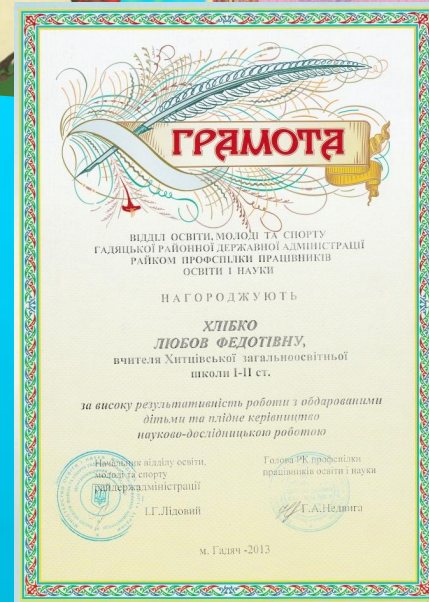 ГРАМОТА
ВІДДІЛ ОСВІТИ, МОЛОДІ ТА СПОРТУ
ГАДЯЦЬКОЇ РАЙОННОЇ ДЕРЖАВНОЇ АДМІНІСТРАЦІЇ
РАЙКОМ ПРОФСПІЛКИ ПРАЦІВНИКІВ
ОСВІТИ І НАУКИ
НАГОРОДЖУЮТЬ
ХЛІБКО
ЛЮБОВ ФЕДОТІВНУ,
вчителя Хитцівської загальноосвітньої
школи І-ІІ ст.
за високу результативність роботи з обдарованими
дітьми та плідне керівництво
науково-дослідницькою роботою
Начальник відділу освіти,
молоді та спорту
райдержадміністрації
І.Г.Лідовий
Голова РК профспілки
працівників освіти і науки
Г.А.Недвига
м. Гадяч -2013